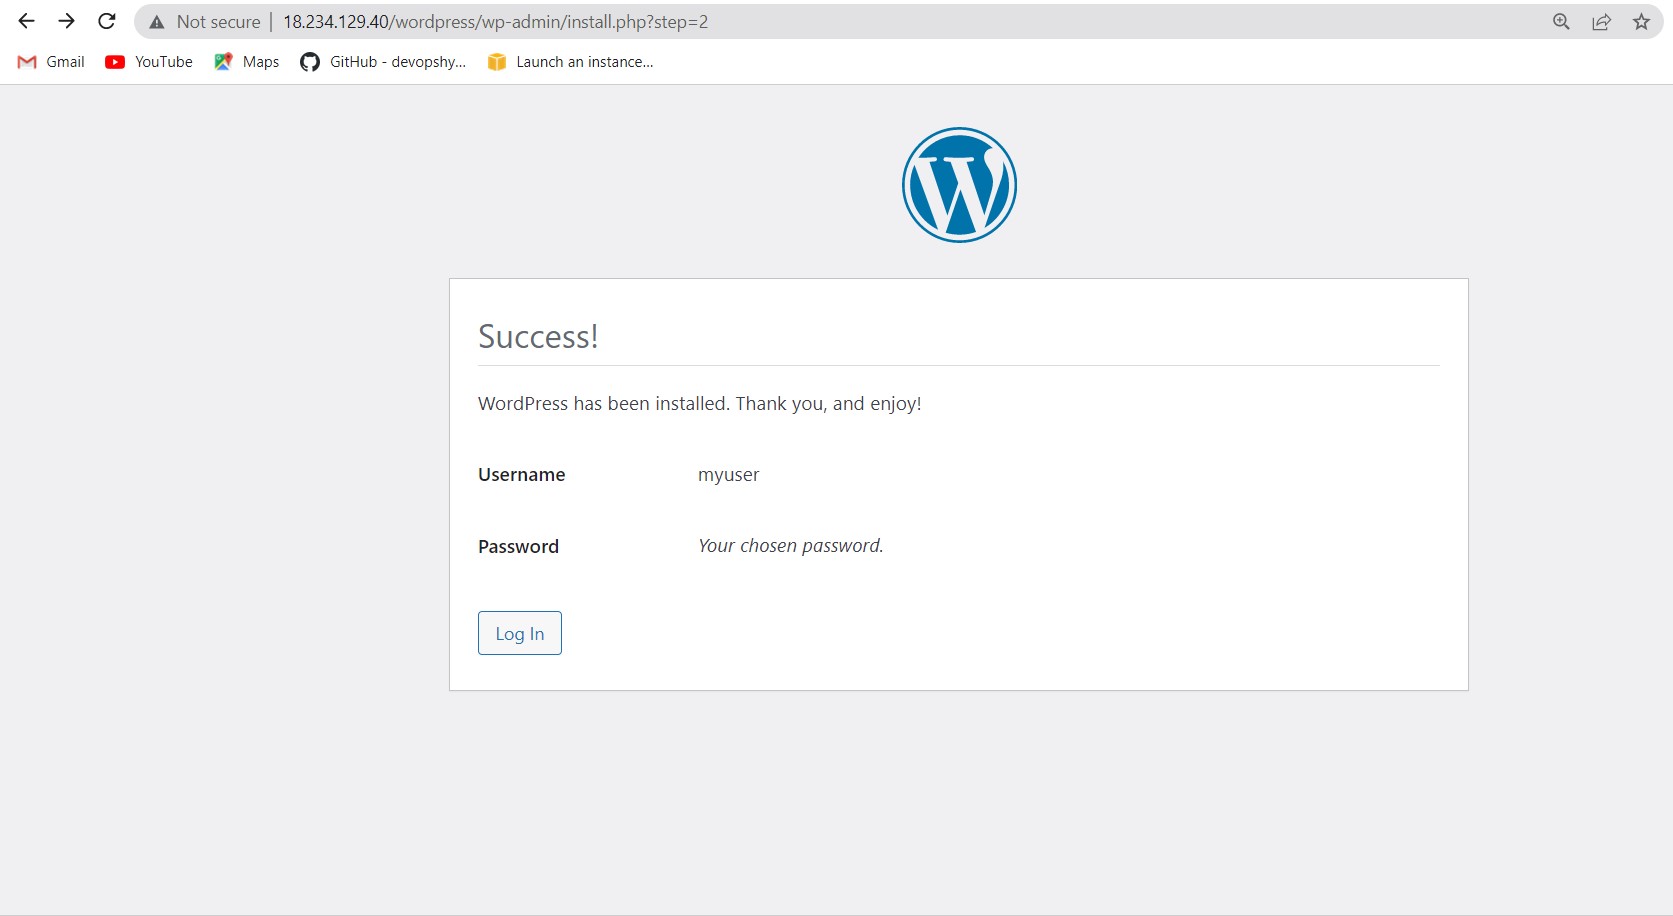 Not secure | 18.234.129.40/wordpress/wp-admin/install.php?step=2
Gmail YouTube Maps GitHub - devopshy... Launch an instance...
W
Success!
WordPress has been installed. Thank you, and enjoy!
Username myuser
Password Your chosen password.
Log In